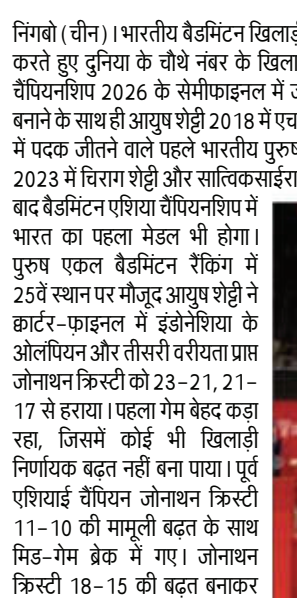 निंगबो (चीन) । भारतीय बैडमिंटन
करते हुए दुनिया के चौथे नंबर के
चैंपियनशिप 2026 के सेमीफाइनल में
बनाने के साथ ही आयुष शेट्टी 2018 में
में पदक जीतने वाले पहले भारतीय
2023 में चिराग शेट्टी और
बाद बैडमिंटन एशिया चैंपियनशिप में
भारत का पहला मेडल भी होगा।
पुरुष एकल बैडमिंटन रैंकिंग में
25वें स्थान पर मौजूद आयुष शेट्टी ने
क्वार्टर-फ़ाइनल में इंडोनेशिया के
ओलंपियन और तीसरी वरीयता प्राप्त
जोनाथन क्रिस्टी को 23-21, 21-
17 से हराया। पहला गेम बेहद कड़ा
रहा, जिसमें कोई भी खिलाड़ी
निर्णायक बढ़त नहीं बना पाया। पूर्व
एशियाई चैंपियन जोनाथन क्रिस्टी
11-10 की मामूली बढ़त के साथ
मिड-गेम ब्रेक में गए। जोनाथन
क्रिस्टी 18-15 की बढ़त बनाकर